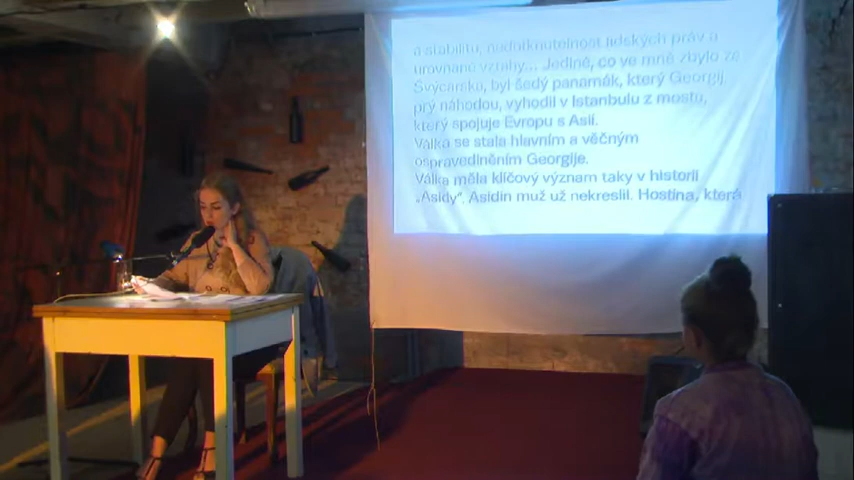 a stabilitu, nedotknutelnost lidských práv a
urovnané vztahy... Jediné, co ve mně zbylo ze
Švýcarska, byl šedý panamák, který Georgij,
prý náhodou, vyhodil v Istanbulu z mostu,
který spojuje Evropu s Asií.
Válka se stala hlavním a věčným
ospravedlněním Georgije.
Válka měla klíčový význam taky v historii
„Asidy“. Asidin muž už nekreslil. Hostina, která